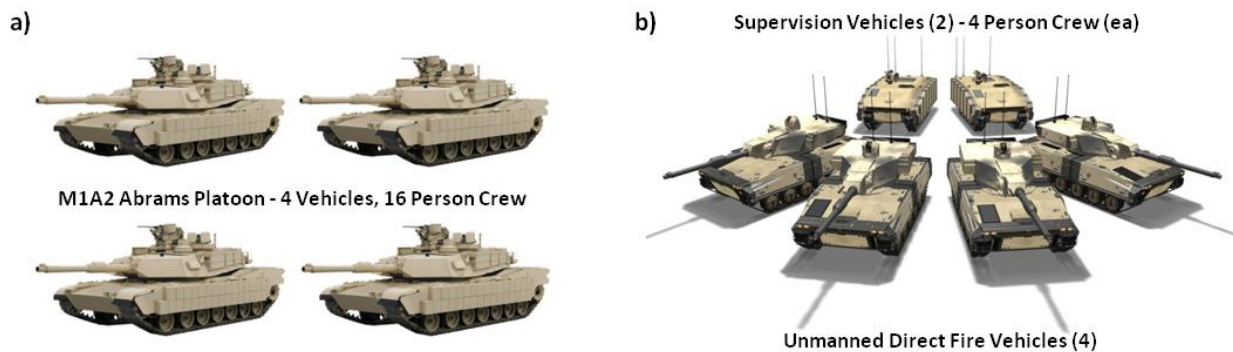 a)
M1A2 Abrams Platoon - 4 Vehicles, 16 Person Crew
b)
Supervision Vehicles (2) - 4 Person Crew (ea)
Unmanned Direct Fire Vehicles (4)